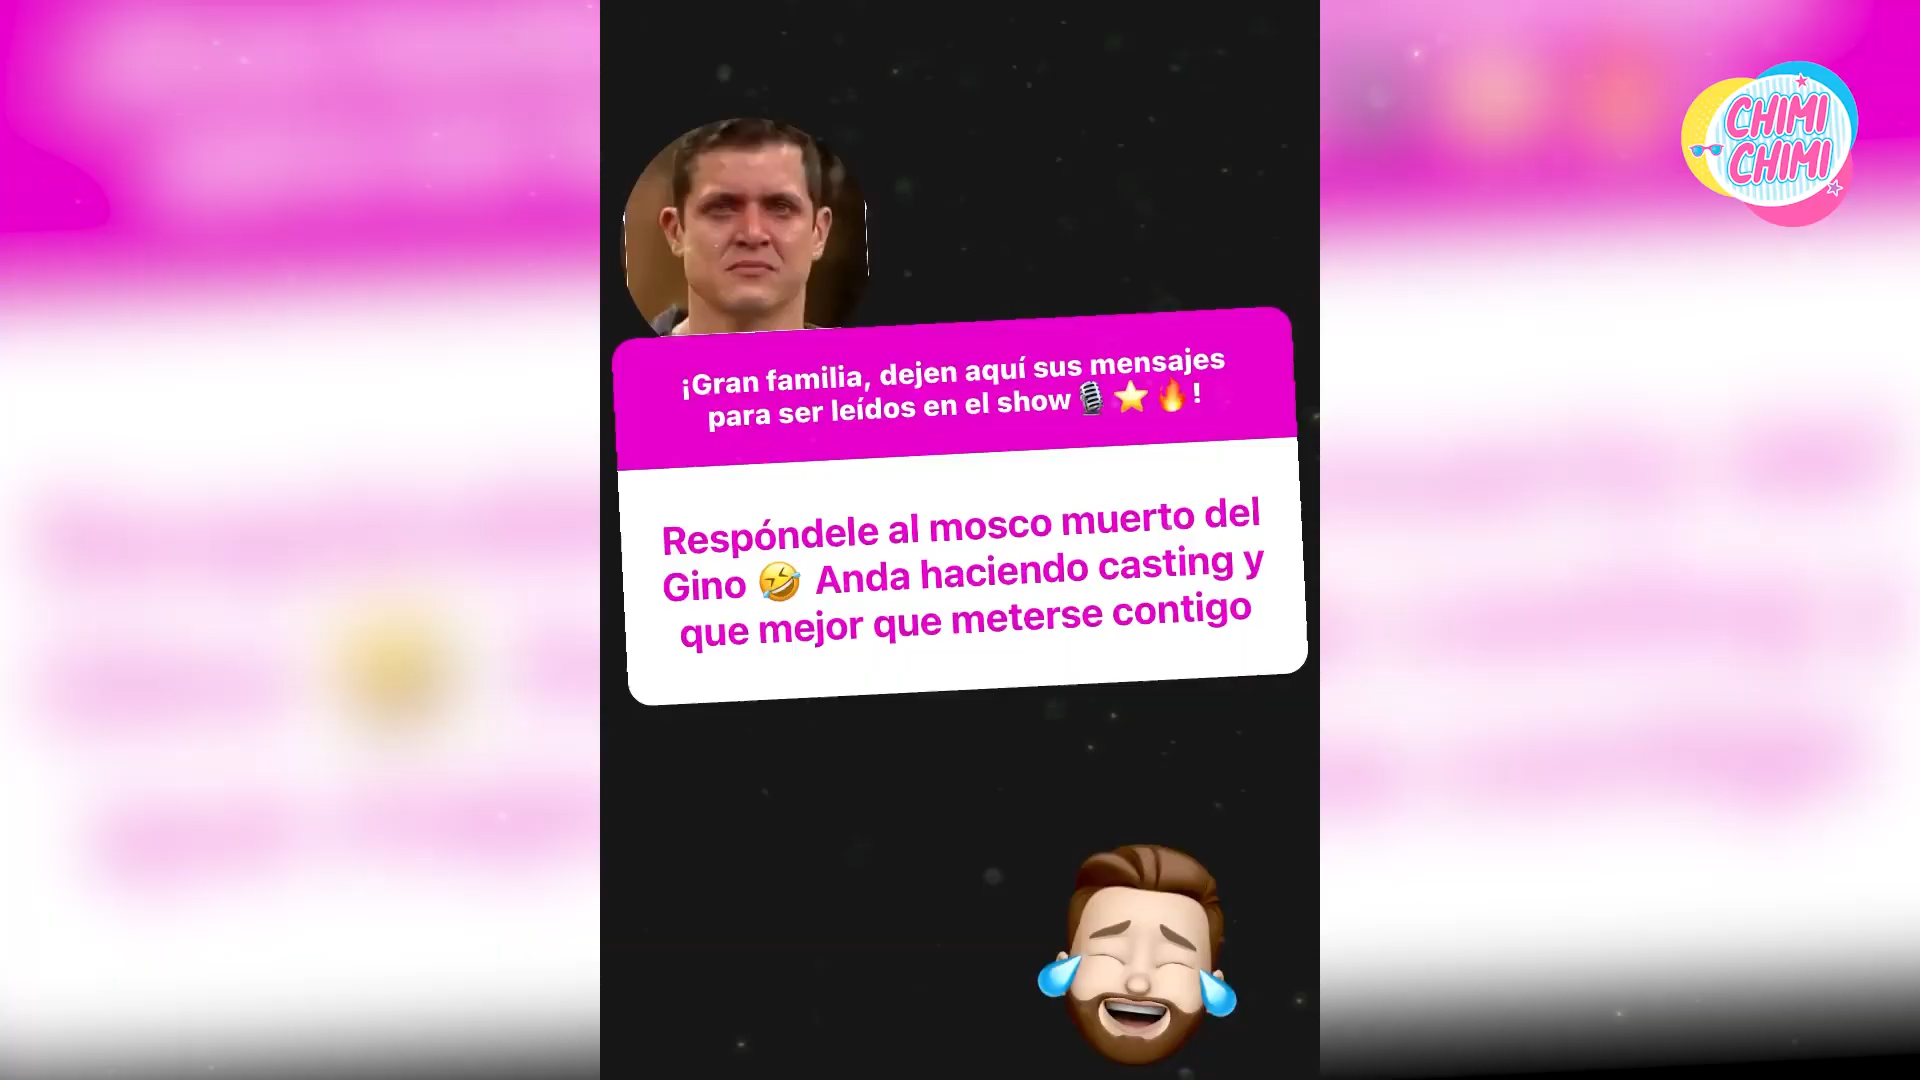 CHIMI
CHIMI
¡Gran familia, dejen aquí sus mensajes
para ser leídos en el show🎙️⭐🔥!
Respóndele al mosco muerto del
Gino 🤣 Anda haciendo casting y
que mejor que meterse contigo